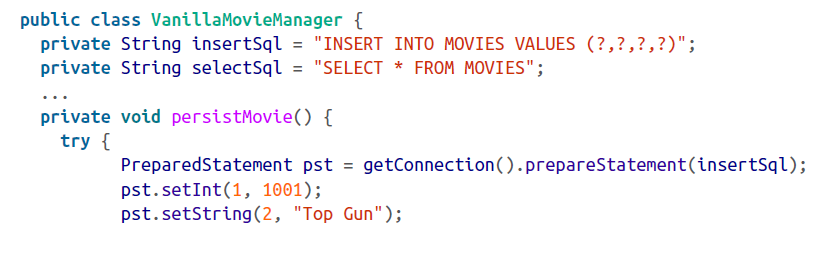 public class VanillaMovieManager {
private String insertSql = "INSERT INTO MOVIES VALUES (?,?,?,?)";
private String selectSql = "SELECT * FROM MOVIES";
...
private void persistMovie() {
try {
PreparedStatement pst = getConnection().prepareStatement(insertSql);
pst.setInt(1, 1001);
pst.setString(2, "Top Gun");